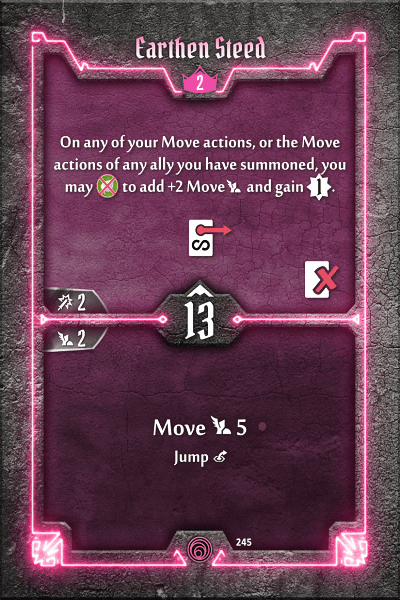 Earthen Steed
2
On any of your Move actions, or the Move
actions of any ally you have summoned, you
may to add +2 Move and gain 1.
2
13
2
Move 5
Jump
245